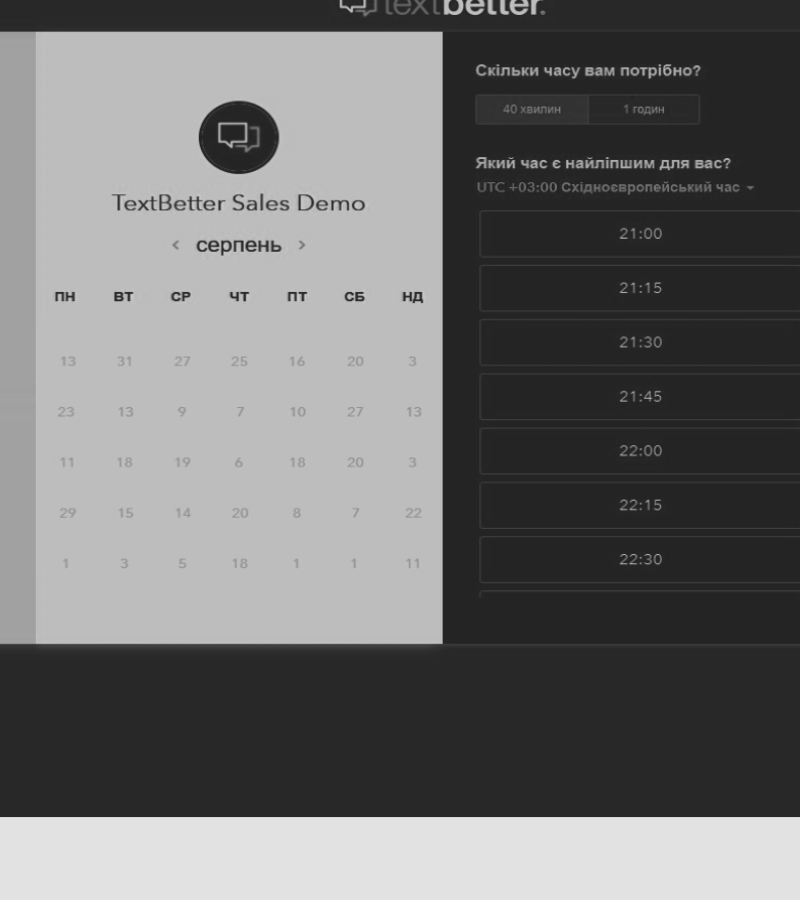 textbetter.
TextBetter Sales Demo
‹ серпень ›
ПН ВТ СР ЧТ ПТ СБ НД
13 31 27 25 16 20 3
23 13 9 7 10 27 13
11 18 19 6 18 20 3
29 15 14 20 8 7 22
1 3 5 18 1 1 11
Скільки часу вам потрібно?
40 хвилин 1 годин
Який час є найліпшим для вас?
UTC +03:00 Східноєвропейський час
21:00
21:15
21:30
21:45
22:00
22:15
22:30